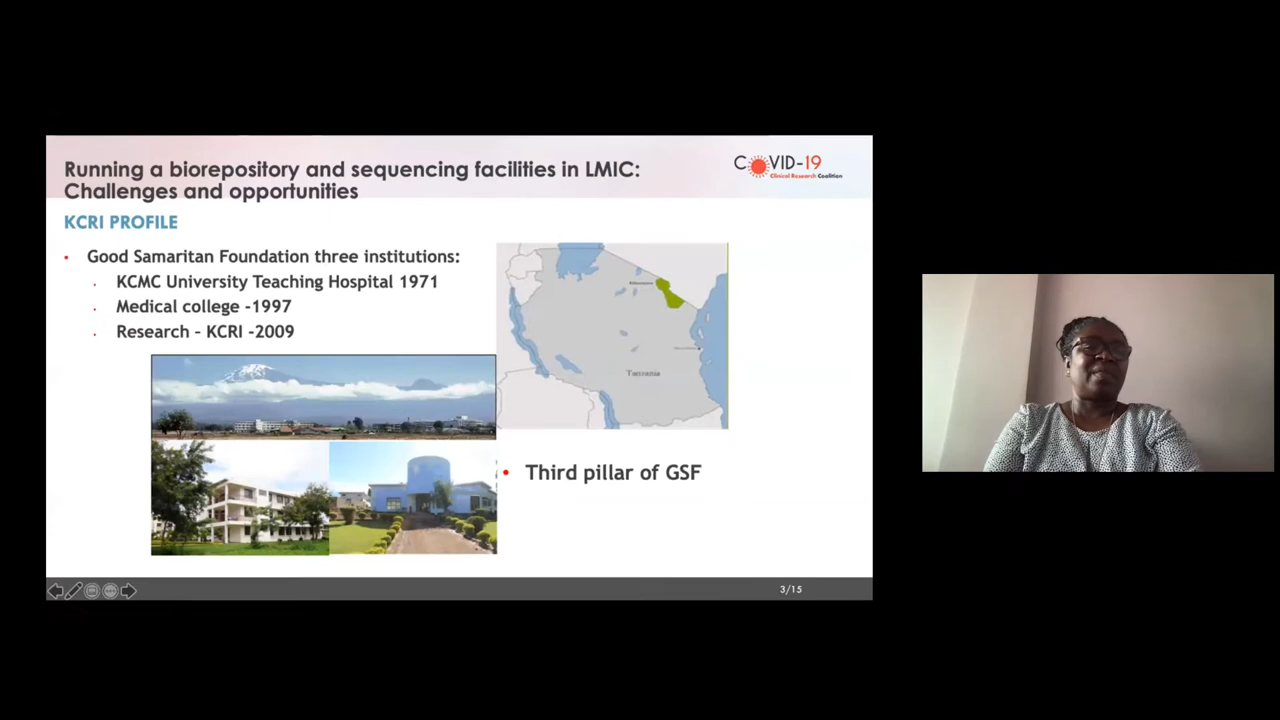 Running a biorepository and sequencing facilities in LMIC:
Challenges and opportunities
COVID-19
Clinical Research Coalition
KCRI PROFILE
• Good Samaritan Foundation three institutions:
• KCMC University Teaching Hospital 1971
• Medical college -1997
• Research – KCRI -2009
Tanzania
• Third pillar of GSF
3/15